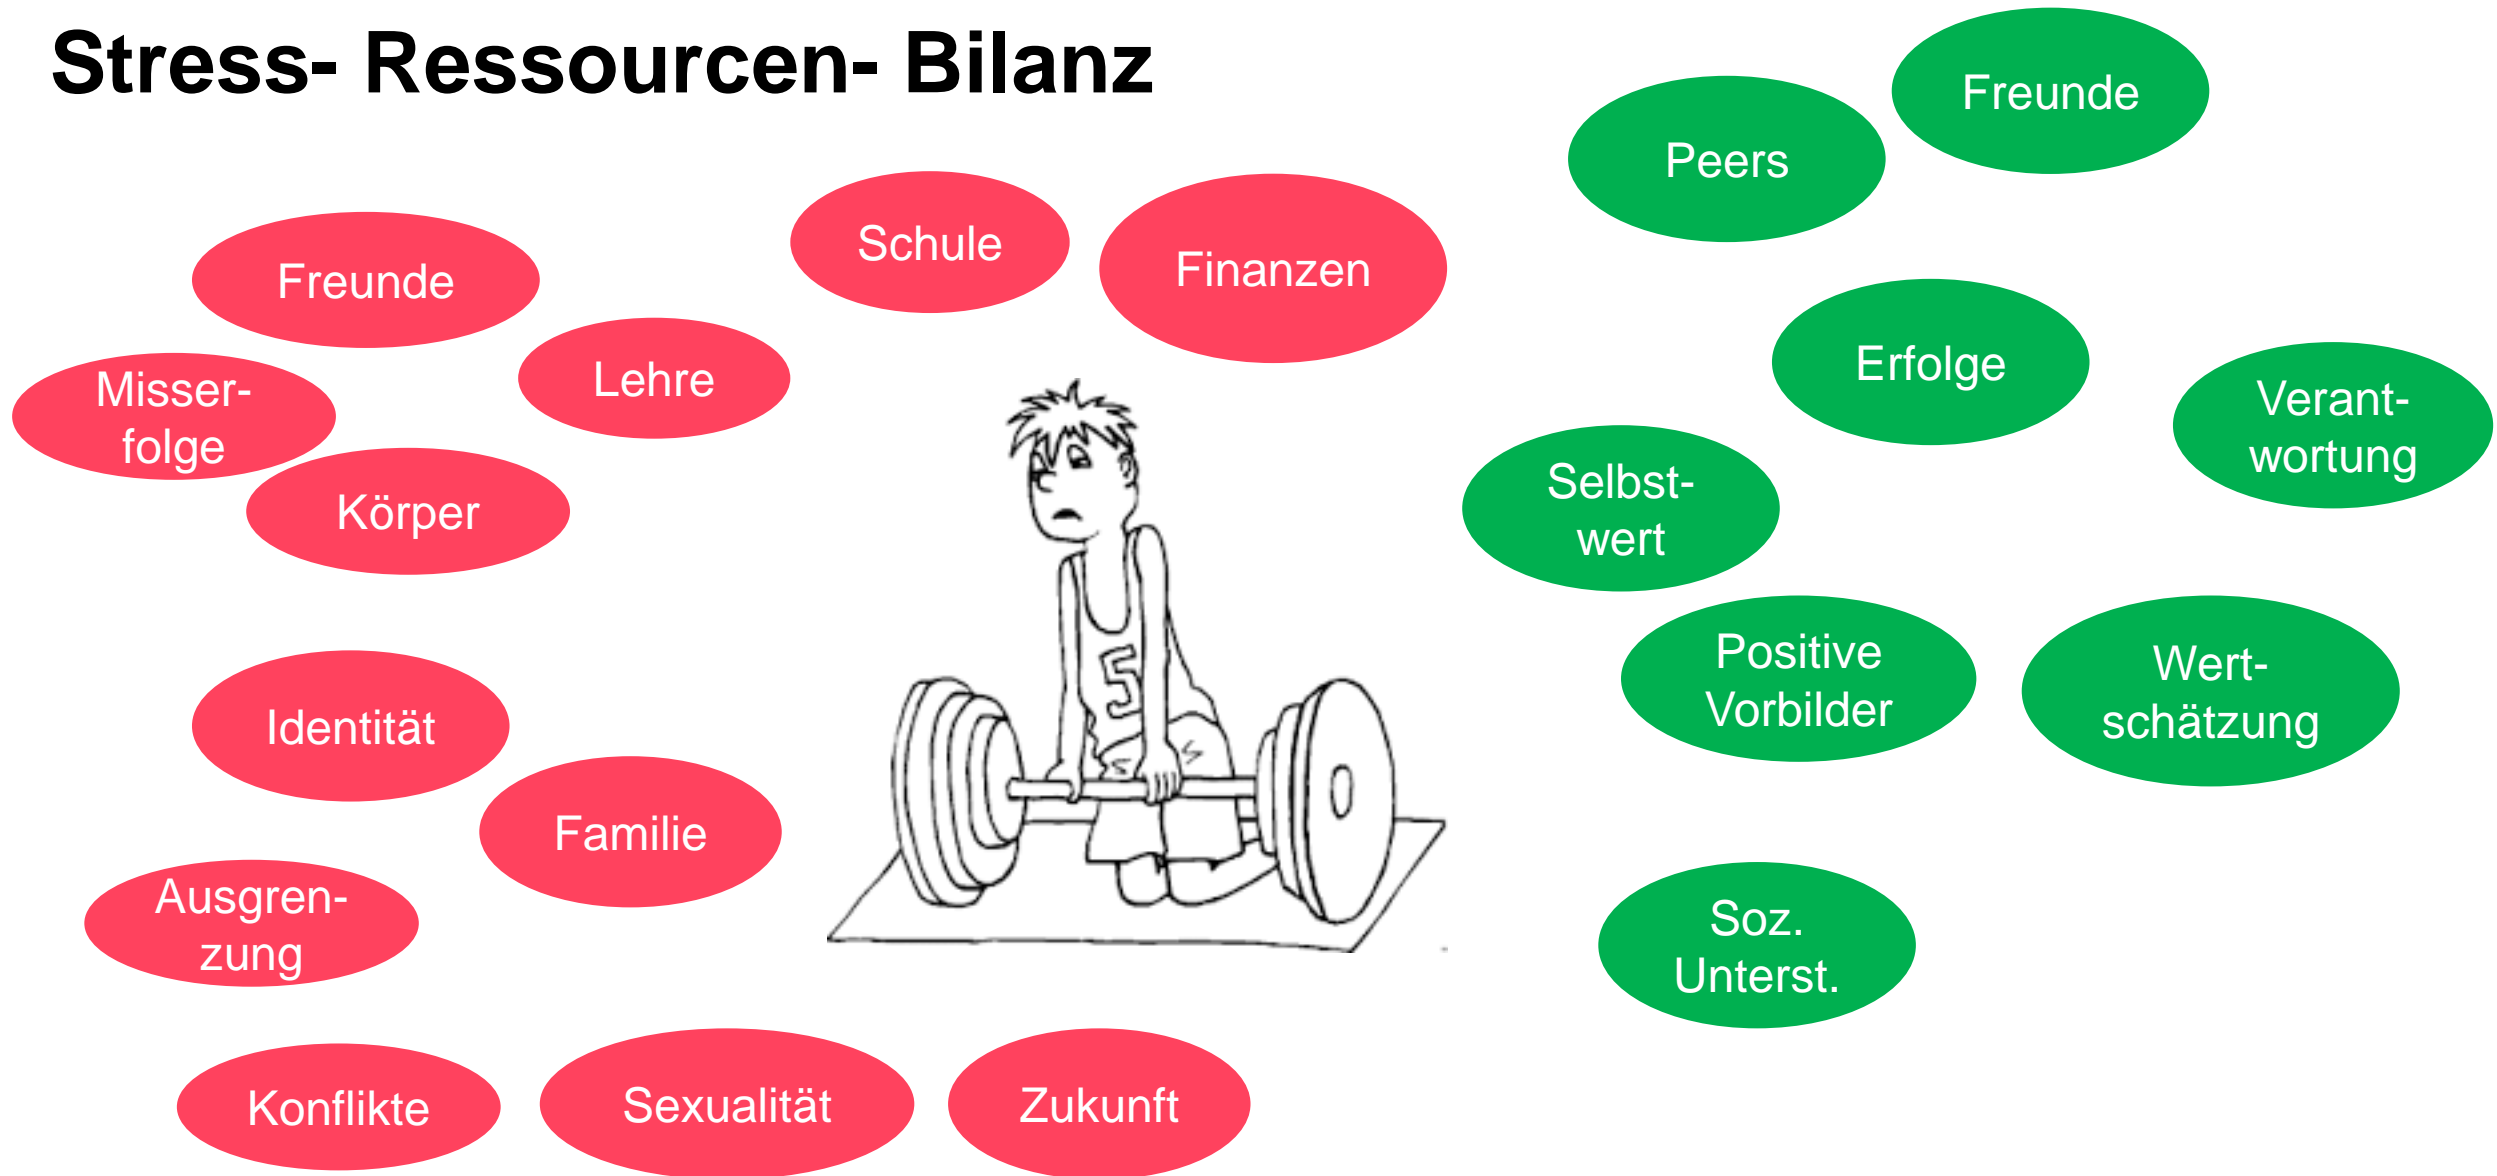 Stress- Ressourcen- Bilanz
Freunde
Peers
Schule
Finanzen
Freunde
Lehre
Misser-
folge
Körper
Erfolge
Verant-
wortung
Selbst-
wert
Positive
Vorbilder
Wert-
schätzung
5
Identität
Familie
Ausgren-
zung
Soz.
Unterst.
Konflikte
Sexualität
Zukunft